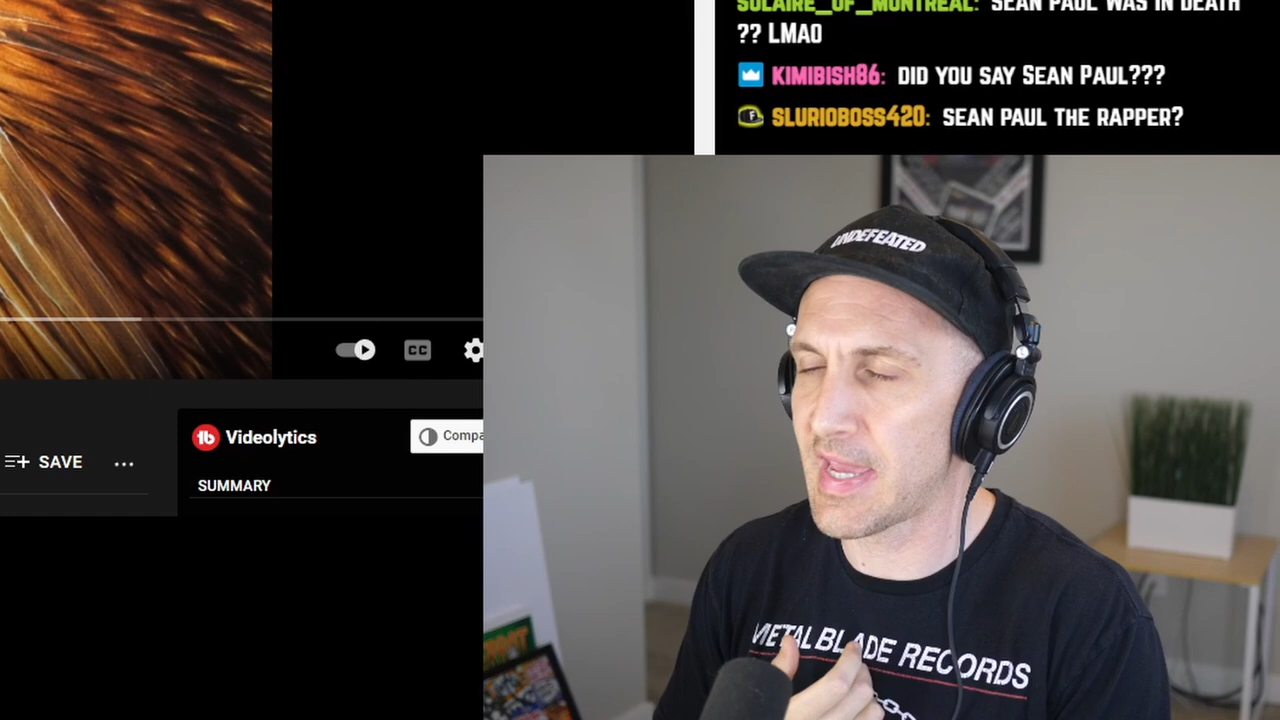 SOLAIRE_OF_MONTREAL: SEAN PAUL WAS IN DEATH
?? LMAO
KIMIBISH86: DID YOU SAY SEAN PAUL???
SLURIOBOSS420: SEAN PAUL THE RAPPER?
UNDEFEATED
CC
Videolytics
Compa
SAVE
SUMMARY
METAL BLADE RECORDS